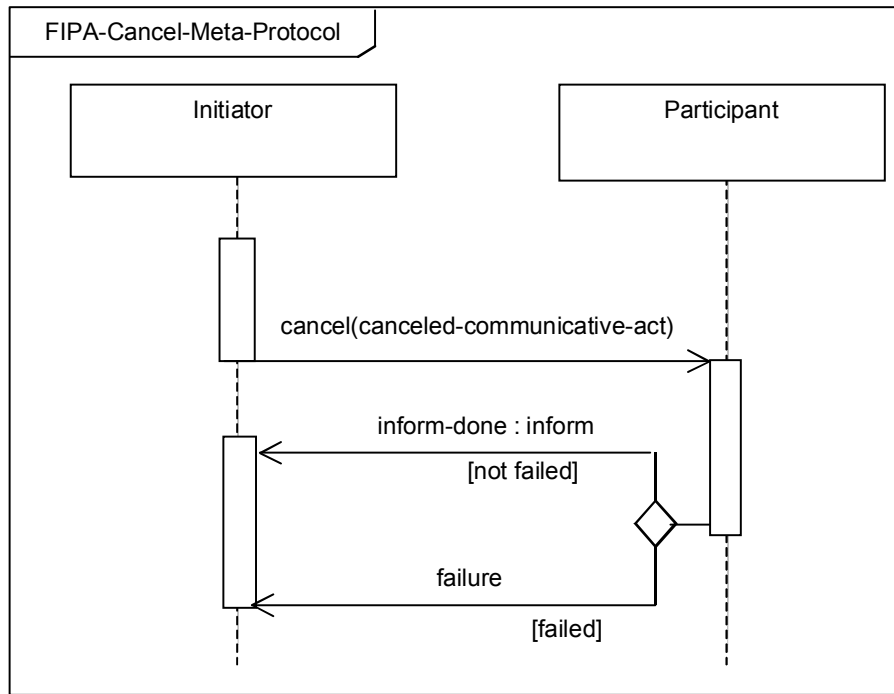 FIPA-Cancel-Meta-Protocol
Initiator
Participant
cancel(canceled-communicative-act)
inform-done : inform
[not failed]
failure
[failed]